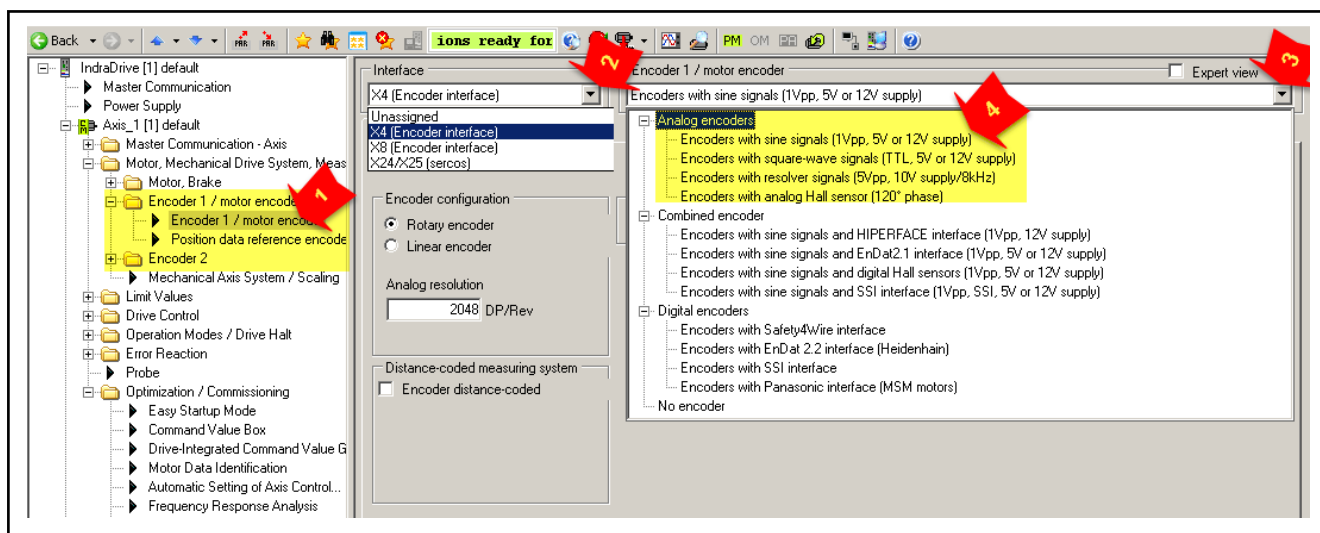 Back
PAR
PAR
ions ready for
PM
OM
IndraDrive [1] default
Master Communication
Power Supply
Axis_1 [1] default
Master Communication - Axis
Motor, Mechanical Drive System, Meas
Motor, Brake
Encoder 1 / motor encode
Encoder 1 / motor enco
Position data reference encode
Encoder 2
Mechanical Axis System / Scaling
Limit Values
Drive Control
Operation Modes / Drive Halt
Error Reaction
Probe
Optimization / Commissioning
Easy Startup Mode
Command Value Box
Drive-Integrated Command Value G
Motor Data Identification
Automatic Setting of Axis Control...
Frequency Response Analysis
1
Interface
2
X4 (Encoder interface)
Unassigned
X4 (Encoder interface)
X8 (Encoder interface)
X24/X25 (sercos)
Encoder configuration
Rotary encoder
Linear encoder
Analog resolution
2048 DP/Rev
Distance-coded measuring system
Encoder distance-coded
Encoder 1 / motor encoder
Expert view
3
Encoders with sine signals (1Vpp, 5V or 12V supply)
4
Analog encoders
Encoders with sine signals (1Vpp, 5V or 12V supply)
Encoders with square-wave signals (TTL, 5V or 12V supply)
Encoders with resolver signals (5Vpp, 10V supply/8kHz)
Encoders with analog Hall sensor (120° phase)
Combined encoder
Encoders with sine signals and HIPERFACE interface (1Vpp, 12V supply)
Encoders with sine signals and EnDat2.1 interface (1Vpp, 5V or 12V supply)
Encoders with sine signals and digital Hall sensors (1Vpp, 5V or 12V supply)
Encoders with sine signals and SSI interface (1Vpp, SSI, 5V or 12V supply)
Digital encoders
Encoders with Safety4Wire interface
Encoders with EnDat 2.2 interface (Heidenhain)
Encoders with SSI interface
Encoders with Panasonic interface (MSM motors)
No encoder